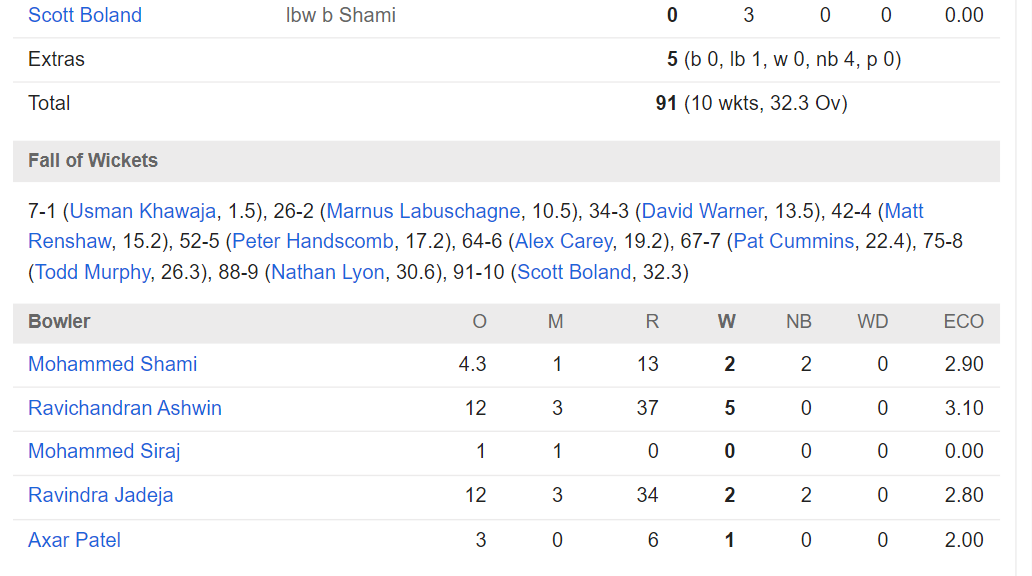 Scott Boland lbw b Shami 0 3 0 0 0.00
Extras 5 (b 0, lb 1, w 0, nb 4, p 0)
Total 91 (10 wkts, 32.3 Ov)
Fall of Wickets
7-1 (Usman Khawaja, 1.5), 26-2 (Marnus Labuschagne, 10.5), 34-3 (David Warner, 13.5), 42-4 (Matt
Renshaw, 15.2), 52-5 (Peter Handscomb, 17.2), 64-6 (Alex Carey, 19.2), 67-7 (Pat Cummins, 22.4), 75-8
(Todd Murphy, 26.3), 88-9 (Nathan Lyon, 30.6), 91-10 (Scott Boland, 32.3)
Bowler O M R W NB WD ECO
Mohammed Shami 4.3 1 13 2 2 0 2.90
Ravichandran Ashwin 12 3 37 5 0 0 3.10
Mohammed Siraj 1 1 0 0 0 0 0.00
Ravindra Jadeja 12 3 34 2 2 0 2.80
Axar Patel 3 0 6 1 0 0 2.00